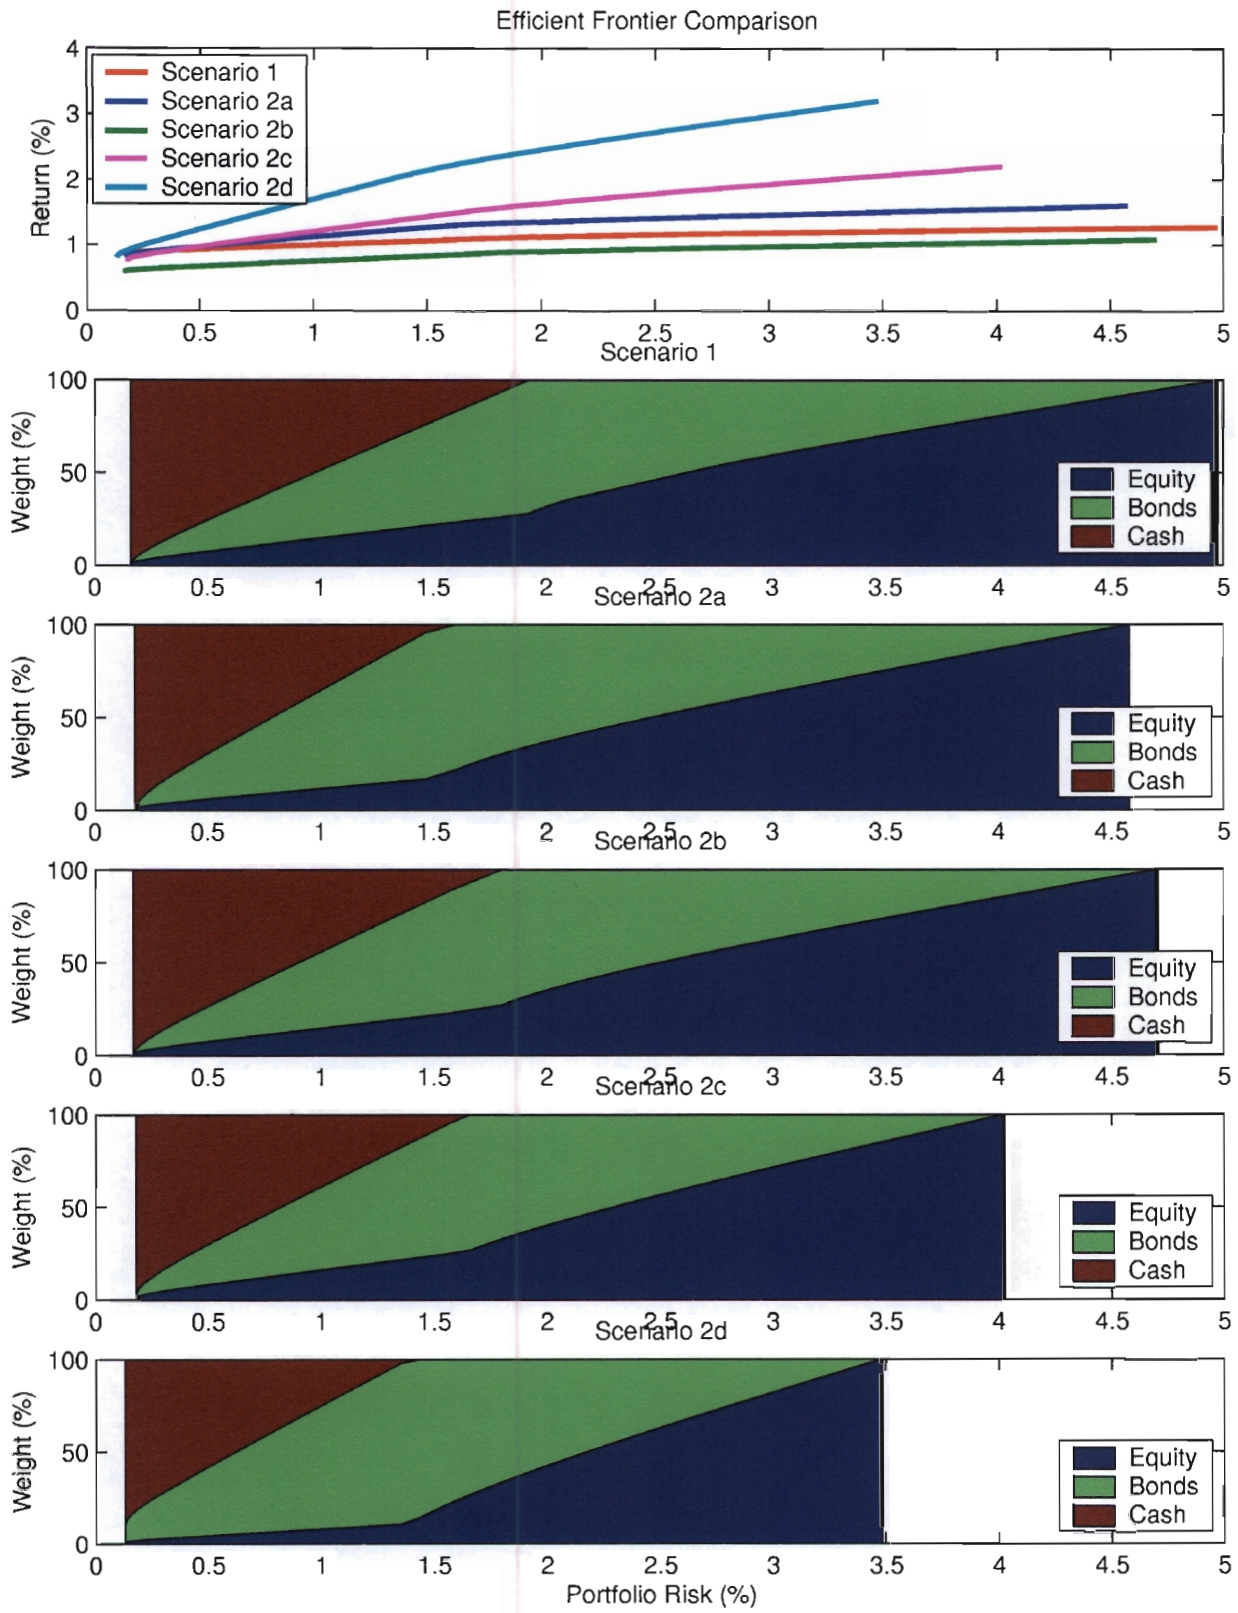 Efficient Frontier Comparison
4
3
2
1
0
Return (%)
Scenario 1
Scenario 2a
Scenario 2b
Scenario 2c
Scenario 2d
0 0.5 1 1.5 2 2.5 3 3.5 4 4.5 5
Scenario 1
100
50
0
Weight (%)
Equity
Bonds
Cash
0 0.5 1 1.5 2 2.5 3 3.5 4 4.5 5
Scenario 2a
100
50
0
Weight (%)
Equity
Bonds
Cash
0 0.5 1 1.5 2 2.5 3 3.5 4 4.5 5
Scenario 2b
100
50
0
Weight (%)
Equity
Bonds
Cash
0 0.5 1 1.5 2 2.5 3 3.5 4 4.5 5
Scenario 2c
100
50
0
Weight (%)
Equity
Bonds
Cash
0 0.5 1 1.5 2 2.5 3 3.5 4 4.5 5
Scenario 2d
100
50
0
Weight (%)
Equity
Bonds
Cash
0 0.5 1 1.5 2 2.5 3 3.5 4 4.5 5
Portfolio Risk (%)